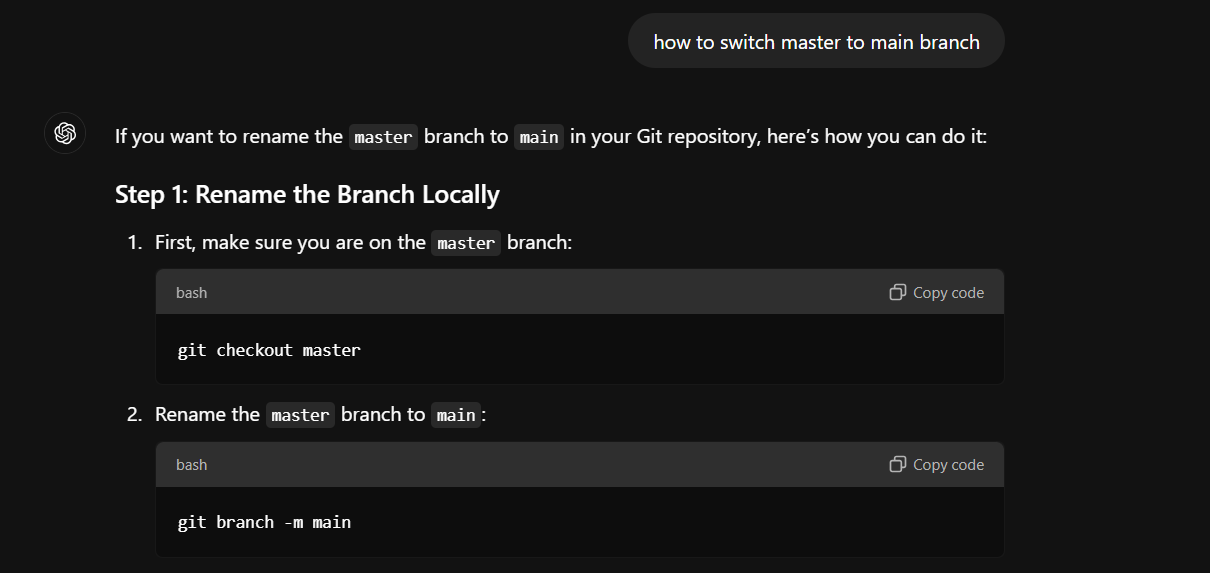 how to switch master to main branch
If you want to rename the master branch to main in your Git repository, here’s how you can do it:
Step 1: Rename the Branch Locally
1. First, make sure you are on the master branch:
bash Copy code
git checkout master
2. Rename the master branch to main:
bash Copy code
git branch -m main